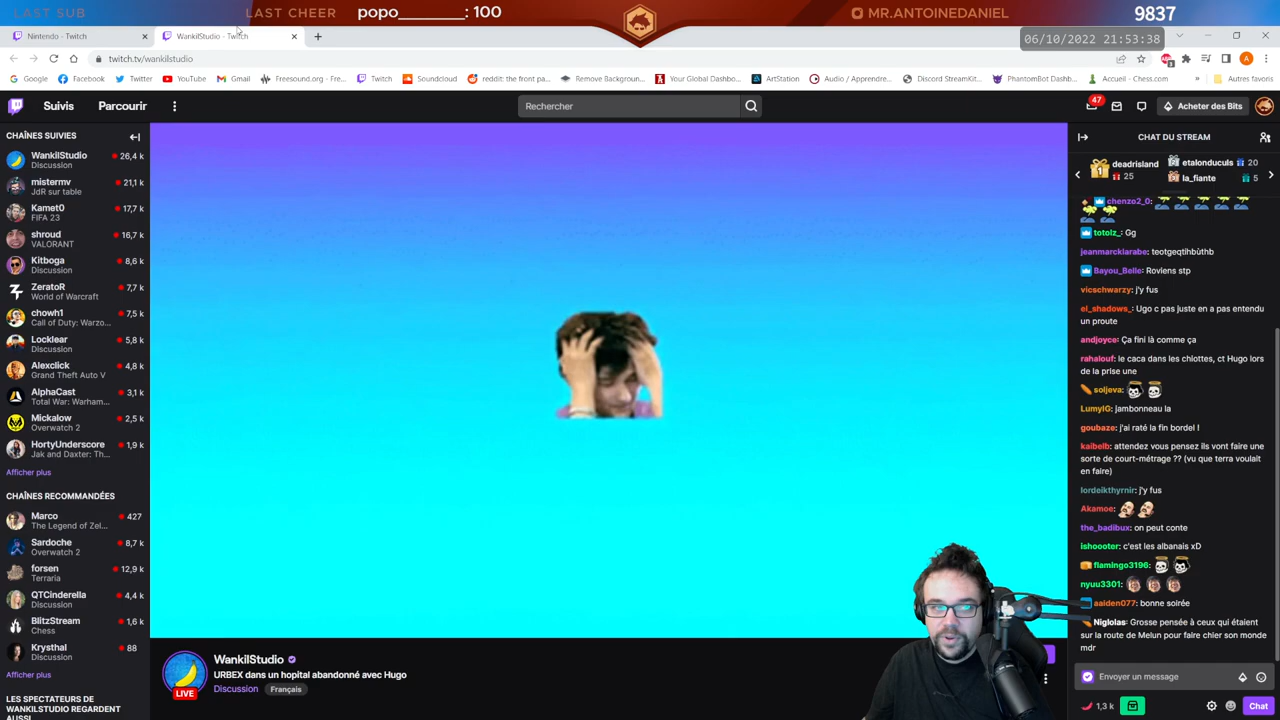 LAST SUB
LAST CHEER popo________: 100
MR.ANTOINEDANIEL
9837
Nintendo - Twitch
WankilStudio - Twitch
06/10/2022 21:53:38
twitch.tv/wankilstudio
Google
Facebook
Twitter
YouTube
Gmail
Freesound.org - Fre...
Twitch
Soundcloud
reddit: the front pa...
Remove Backgroun...
Your Global Dashbo...
ArtStation
Audio / Apprendre...
Discord StreamKit...
PhantomBot Dashbo...
Accueil - Chess.com
»
Autres favoris
Suivis
Parcourir
Rechercher
47
Acheter des Bits
CHAÎNES SUIVIES
WankilStudio 26,4 k
Discussion
mistermv 21,1 k
JdR sur table
Kamet0 17,7 k
FIFA 23
shroud 16,7 k
VALORANT
Kitboga 8,6 k
Discussion
ZeratoR 7,7 k
World of Warcraft
chowh1 7,5 k
Call of Duty: Warzo...
Locklear 5,8 k
Discussion
Alexclick 4,8 k
Grand Theft Auto V
AlphaCast 3,1 k
Total War: Warham...
Mickalow 2,5 k
Overwatch 2
HortyUnderscore 1,9 k
Jak and Daxter: Th...
Afficher plus
CHAÎNES RECOMMANDÉES
Marco 427
The Legend of Zel...
Sardoche 8,7 k
Overwatch 2
forsen 12,9 k
Terraria
QTCinderella 4,4 k
Discussion
BlitzStream 1,6 k
Chess
Krysthal 88
Discussion
Afficher plus
LES SPECTATEURS DE
WANKILSTUDIO REGARDENT
AUSSI
WankilStudio
URBEX dans un hopital abandonné avec Hugo
Discussion Français
LIVE
CHAT DU STREAM
1
deadrisland
25
etalonduculs 20
la_fiante 5
chenzo2_0:
totolz_: Gg
jeanmarcklarabe: teotgeqtihbùthb
Bayou_Belle: Roviens stp
vicschwarzy: j'y fus
el_shadows_: Ugo c pas juste en a pas entendu
un proute
andjoyce: Ça fini là comme ça
rahalouf: le caca dans les chlottes, ct Hugo
lors de la prise une
soljeva:
LumyIG: jambonneau la
goubaze: j'ai raté la fin bordel !
kaibelb: attendez vous pensez ils vont faire une
sorte de court-métrage ?? (vu que terra voulait
en faire)
lordeikthyrnir: j'y fus
Akamoe:
the_badibux: on peut conte
ishoooter: c'est les albanais xD
flamingo3196:
nyuu3301:
aaiden077: bonne soirée
Niglolas: Grosse pensée à ceux qui étaient
sur la route de Melun pour faire chier son monde
mdr
Envoyer un message
1,3 k
Chat